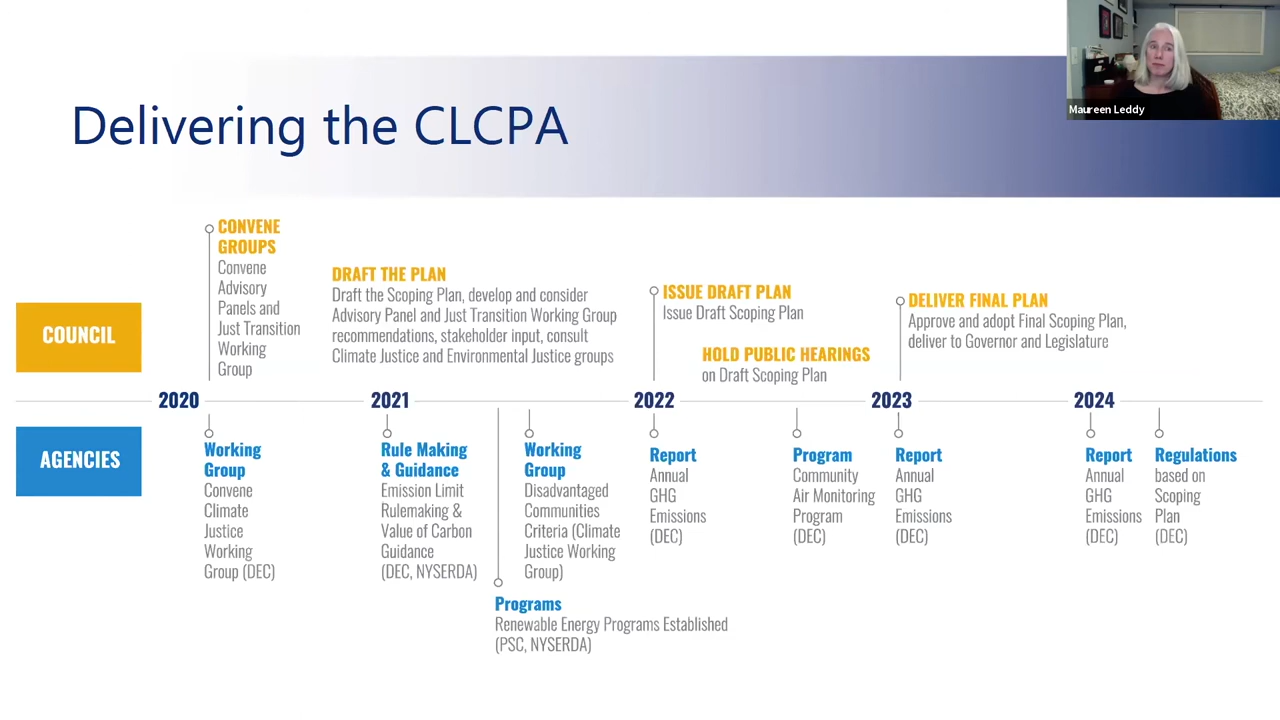 Maureen Leddy
Delivering the CLCPA
CONVENE
GROUPS
Convene
Advisory
Panels and
Just Transition
Working
Group
DRAFT THE PLAN
Draft the Scoping Plan, develop and consider
Advisory Panel and Just Transition Working Group
recommendations, stakeholder input, consult
Climate Justice and Environmental Justice groups
ISSUE DRAFT PLAN
Issue Draft Scoping Plan
HOLD PUBLIC HEARINGS
on Draft Scoping Plan
DELIVER FINAL PLAN
Approve and adopt Final Scoping Plan,
deliver to Governor and Legislature
COUNCIL
2020 2021 2022 2023 2024
AGENCIES
Working
Group
Convene
Climate
Justice
Working
Group (DEC)
Rule Making
& Guidance
Emission Limit
Rulemaking &
Value of Carbon
Guidance
(DEC, NYSERDA)
Programs
Renewable Energy Programs Established
(PSC, NYSERDA)
Working
Group
Disadvantaged
Communities
Criteria (Climate
Justice Working
Group)
Report
Annual
GHG
Emissions
(DEC)
Program
Community
Air Monitoring
Program
(DEC)
Report
Annual
GHG
Emissions
(DEC)
Report
Annual
GHG
Emissions
(DEC)
Regulations
based on
Scoping
Plan
(DEC)